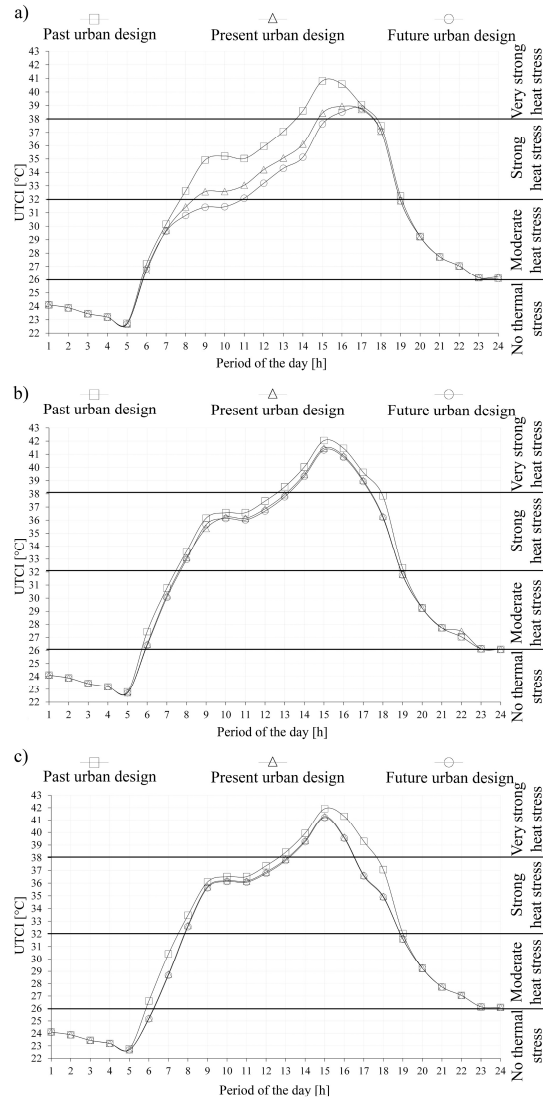 a)
Past urban design
Present urban design
Future urban design
UTCI [°C]
43
42
41
40
39
38
36
35
33
32
31
30
29
28
27
26
25
24
23
22
Very strong
heat stress
Strong
heat stress
Moderate
heat stress
No thermal
stress
1 2 3 4 5 6 7 8 9 10 11 12 13 14 15 16 17 18 19 20 21 22 23 24
Period of the day [h]
b)
Past urban design
Present urban design
Future urban design
UTCI [°C]
43
42
41
40
39
38
36
35
33
32
31
30
29
28
27
26
25
24
23
22
Very strong
heat stress
Strong
heat stress
Moderate
heat stress
No thermal
stress
1 2 3 4 5 6 7 8 9 10 11 12 13 14 15 16 17 18 19 20 21 22 23 24
Period of the day [h]
c)
Past urban design
Present urban design
Future urban design
UTCI [°C]
43
42
41
40
39
38
36
35
33
32
31
30
29
28
27
26
25
24
23
22
Very strong
heat stress
Strong
heat stress
Moderate
heat stress
No thermal
stress
1 2 3 4 5 6 7 8 9 10 11 12 13 14 15 16 17 18 19 20 21 22 23 24
Period of the day [h]